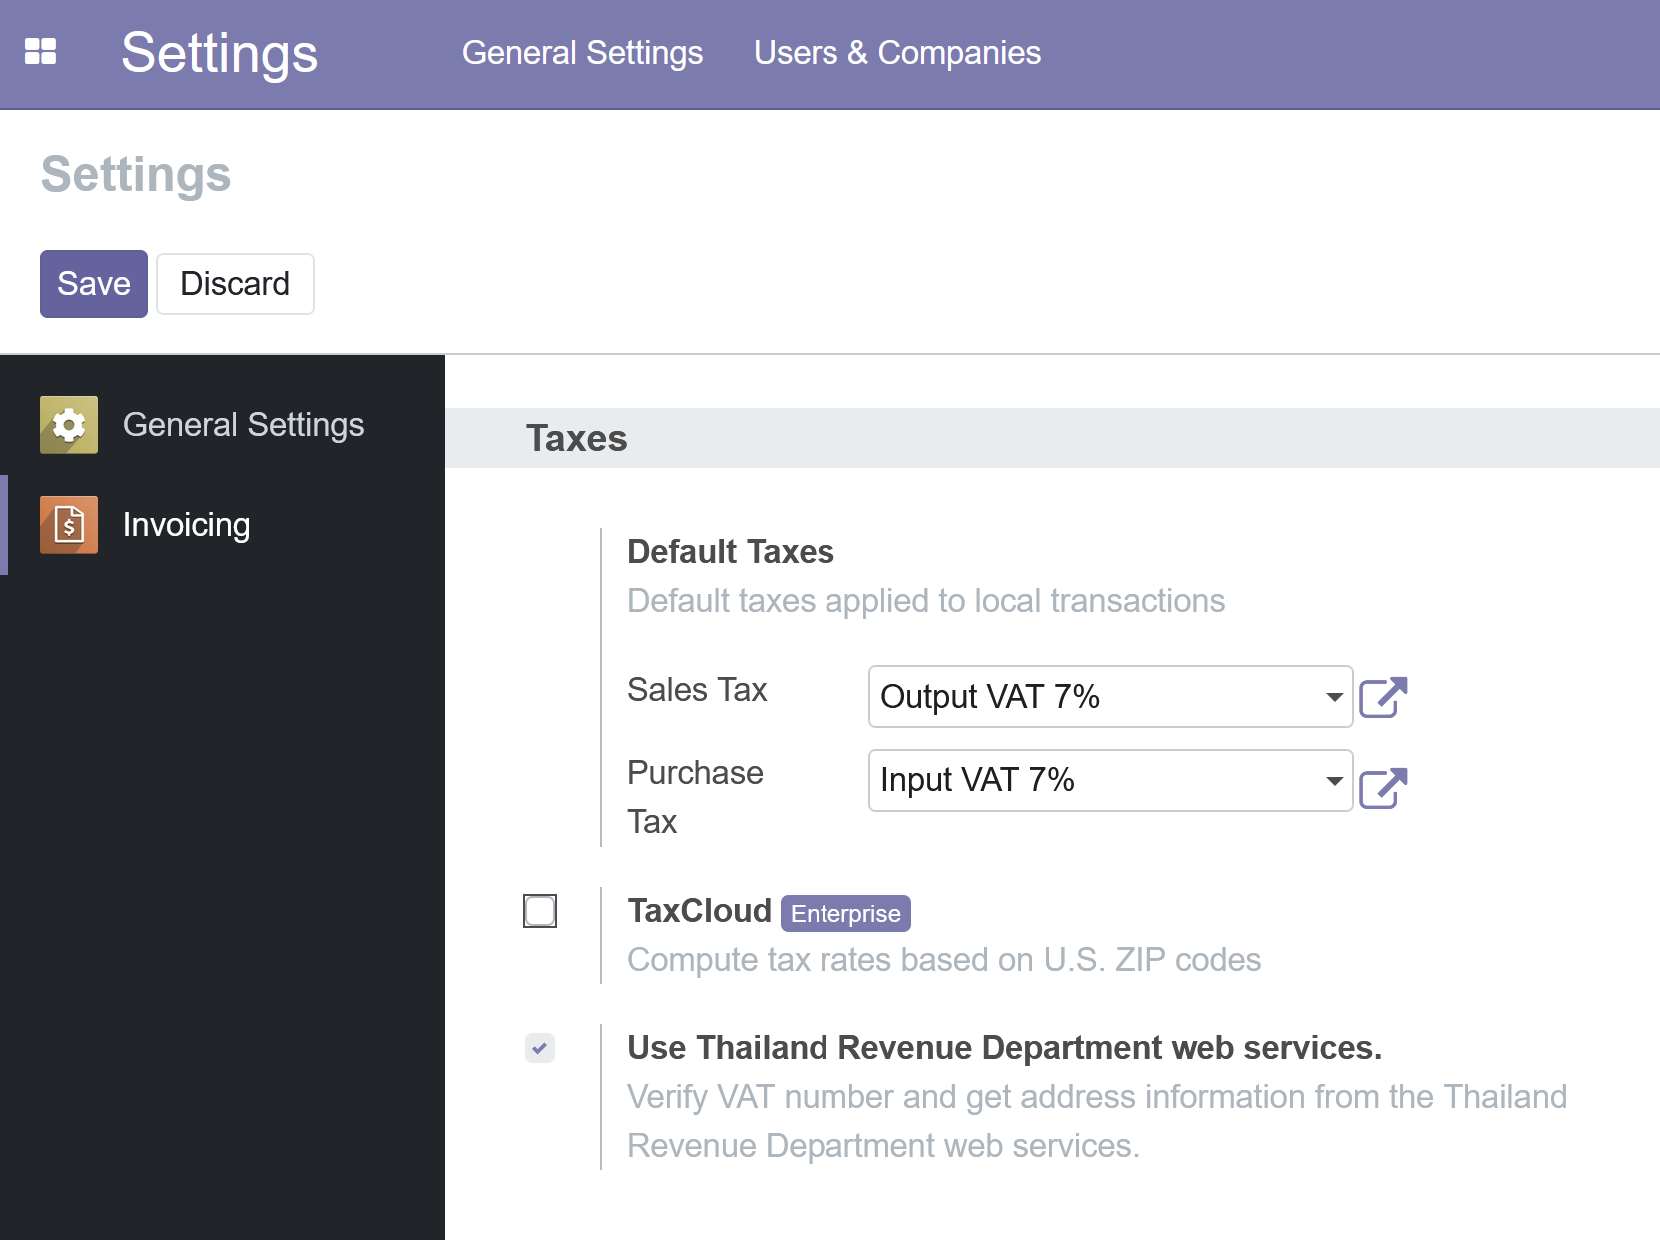 Settings General Settings Users & Companies
Settings
Save Discard
General Settings
Invoicing
Taxes
Default Taxes
Default taxes applied to local transactions
Sales Tax Output VAT 7%
Purchase Tax Input VAT 7%
TaxCloud Enterprise
Compute tax rates based on U.S. ZIP codes
Use Thailand Revenue Department web services.
Verify VAT number and get address information from the Thailand
Revenue Department web services.